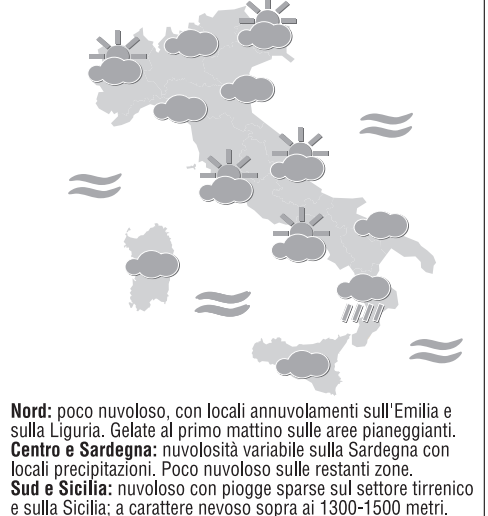 Nord: poco nuvoloso, con locali annuvolamenti sull'Emilia e
sulla Liguria. Gelate al primo mattino sulle aree pianeggianti.
Centro e Sardegna: nuvolosità variabile sulla Sardegna con
locali precipitazioni. Poco nuvoloso sulle restanti zone.
Sud e Sicilia: nuvoloso con piogge sparse sul settore tirrenico
e sulla Sicilia; a carattere nevoso sopra ai 1300-1500 metri.